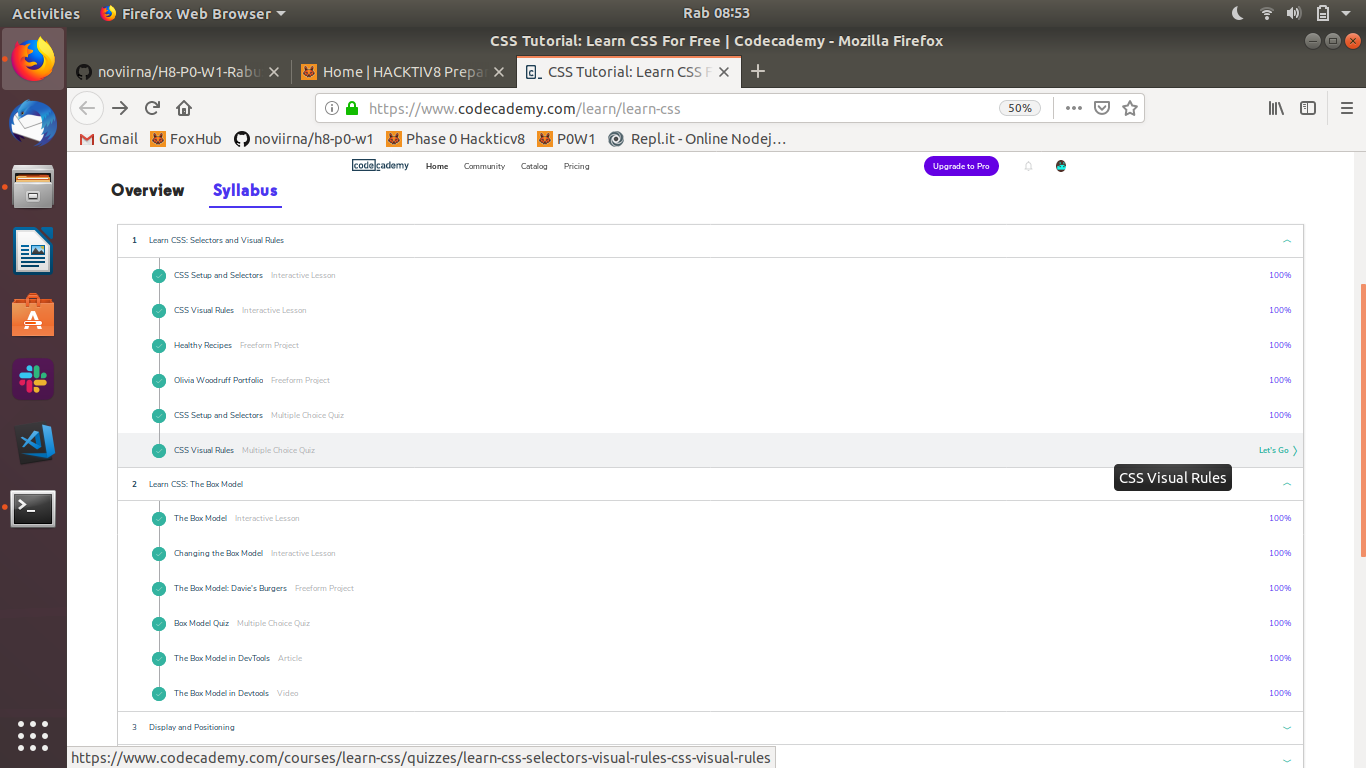 Activities Firefox Web Browser Rab 08:53
CSS Tutorial: Learn CSS For Free | Codecademy - Mozilla Firefox
noviirna/H8-P0-W1-Rabu Home | HACKTIV8 Prepar CSS Tutorial: Learn CSS F
https://www.codecademy.com/learn/learn-css 50%
Gmail FoxHub noviirna/h8-p0-w1 Phase 0 Hackticv8 P0W1 Repl.it - Online Nodej…
codecademy Home Community Catalog Pricing Upgrade to Pro
Overview Syllabus
1 Learn CSS: Selectors and Visual Rules
CSS Setup and Selectors Interactive Lesson 100%
CSS Visual Rules Interactive Lesson 100%
Healthy Recipes Freeform Project 100%
Olivia Woodruff Portfolio Freeform Project 100%
CSS Setup and Selectors Multiple Choice Quiz 100%
CSS Visual Rules Multiple Choice Quiz Let's Go
CSS Visual Rules
2 Learn CSS: The Box Model
The Box Model Interactive Lesson 100%
Changing the Box Model Interactive Lesson 100%
The Box Model: Davie's Burgers Freeform Project 100%
Box Model Quiz Multiple Choice Quiz 100%
The Box Model in DevTools Article 100%
The Box Model in Devtools Video 100%
3 Display and Positioning
https://www.codecademy.com/courses/learn-css/quizzes/learn-css-selectors-visual-rules-css-visual-rules